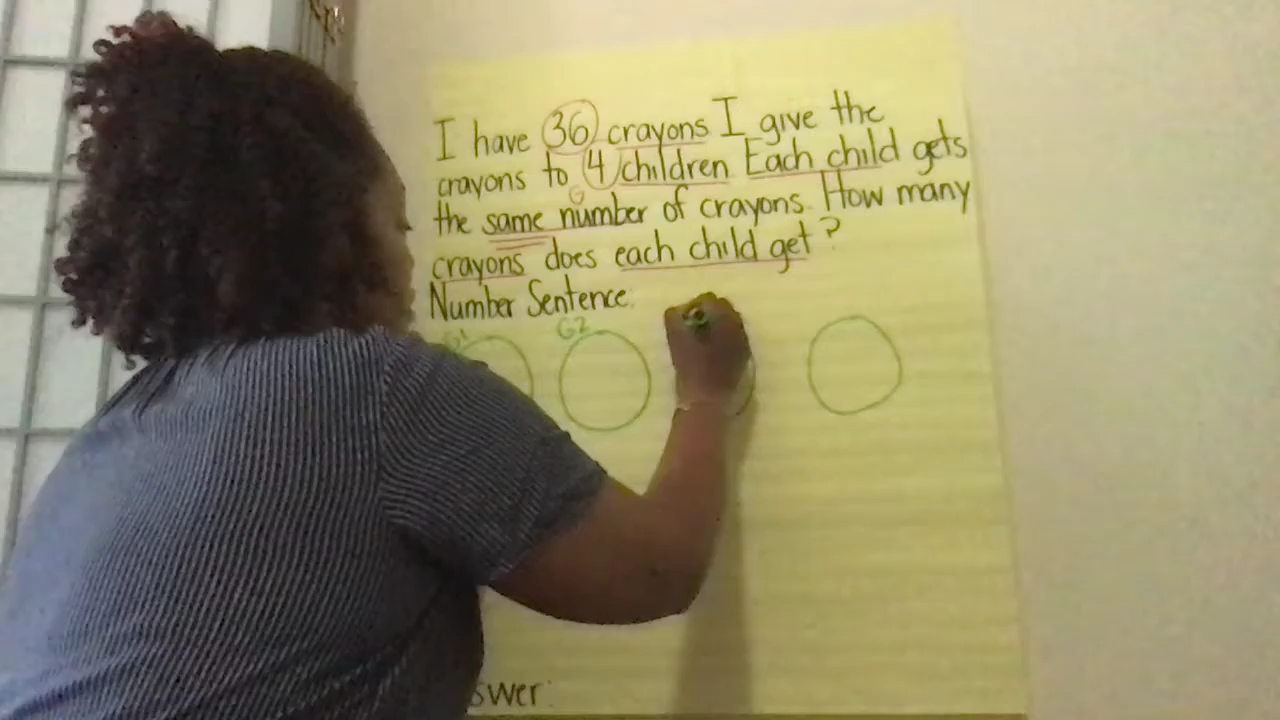 I have 36 crayons I give the
crayons to 4 children. Each child gets
G
the same number of crayons. How many
crayons does each child get?
Number Sentence:
G1 G2
swer: